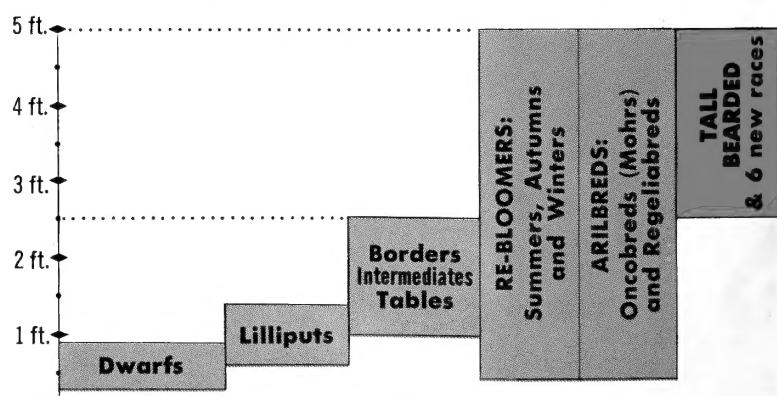 5 ft.
4 ft.
3 ft.
2 ft.
1 ft.
Dwarfs
Lilliputs
Borders
Intermediates
Tables
RE-BLOOMERS:
Summers, Autumns
and Winters
ARILBREDS:
Oncobreds (Mohrs)
and Regeliabreds
TALL
BEARDED
& 6 new races